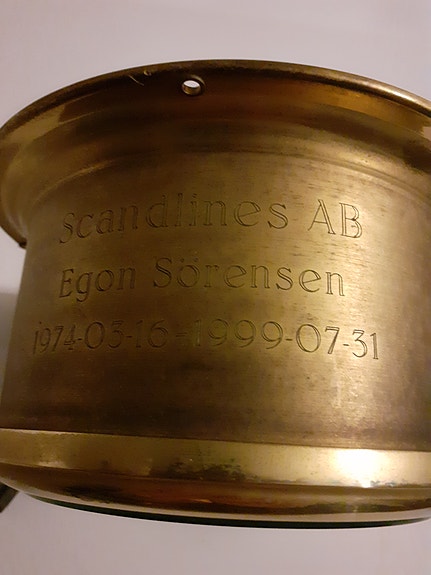 Scandlines AB
Egon Sörensen
1974-03-16-1999-07-31